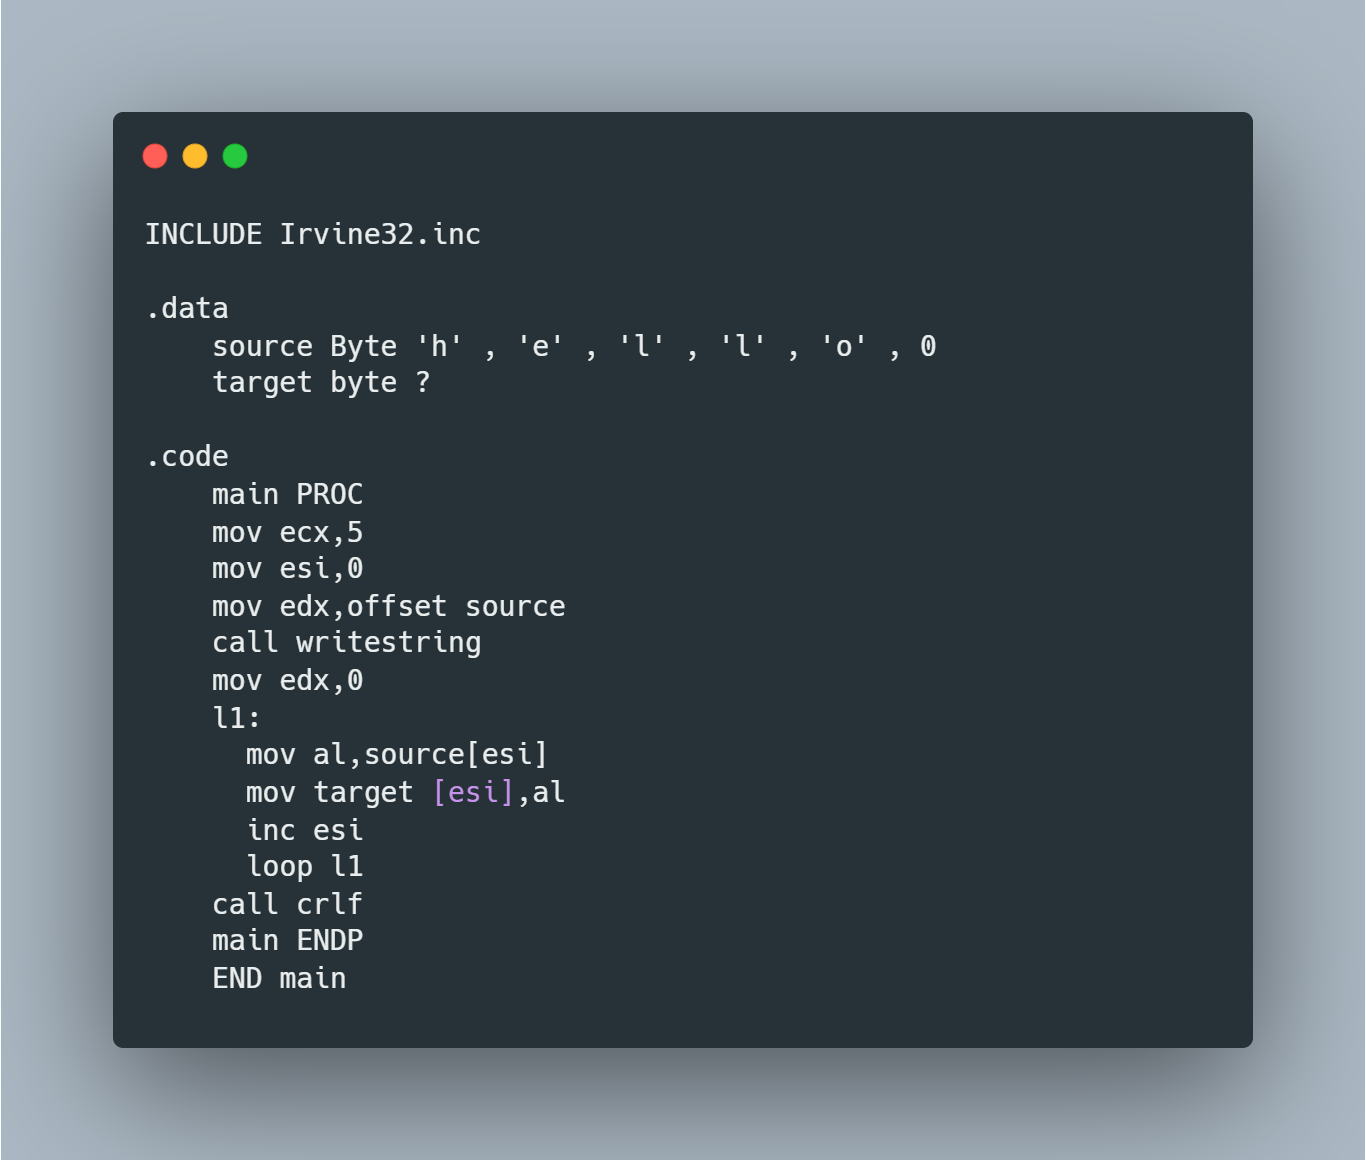 INCLUDE Irvine32.inc
.data
source Byte 'h' , 'e' , 'l' , 'l' , 'o' , 0
target byte ?
.code
main PROC
mov ecx,5
mov esi,0
mov edx,offset source
call writestring
mov edx,0
l1:
mov al,source[esi]
mov target [esi],al
inc esi
loop l1
call crlf
main ENDP
END main